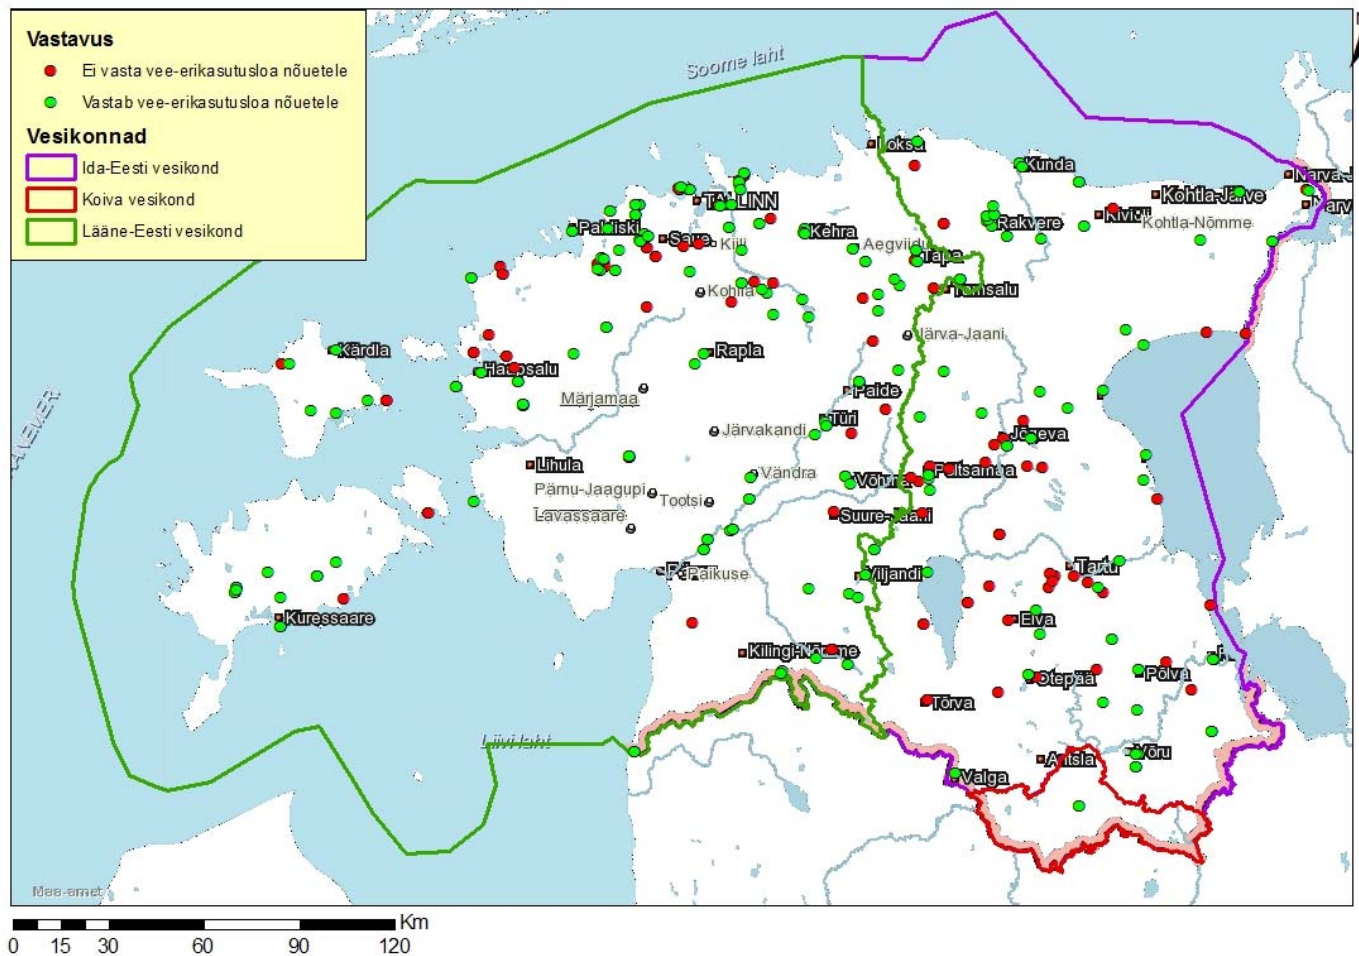 Vastavus
Ei vasta vee-erikasutusloa nõuetele
Vastab vee-erikasutusloa nõuetele
Vesikonnad
Ida-Eesti vesikond
Koiva vesikond
Lääne-Eesti vesikond
Soome laht
Loksa
Kunda
Kohtla-Järve
Kohtla-Nõmme
TALLINN
Paldiski
Saue
Kiili
Kehra
Aegviidu
Rakvere
Kiviõli
Tapa
Tamsalu
Kohila
Järva-Jaani
Kärdla
Rapla
Haapsalu
Märjamaa
Paide
Türi
Järvakandi
Jõgeva
Lihula
Vändra
Võhma
Põltsamaa
Pärnu-Jaagupi
Tootsi
Lavassaare
Suure-Jaani
Paikuse
Viljandi
Tartu
Kuressaare
Elva
Kilingi-Nõmme
Otepää
Põlva
Tõrva
Liivi laht
Antsla
Võru
Valga
Maa-amet
Km
0 15 30 60 90 120